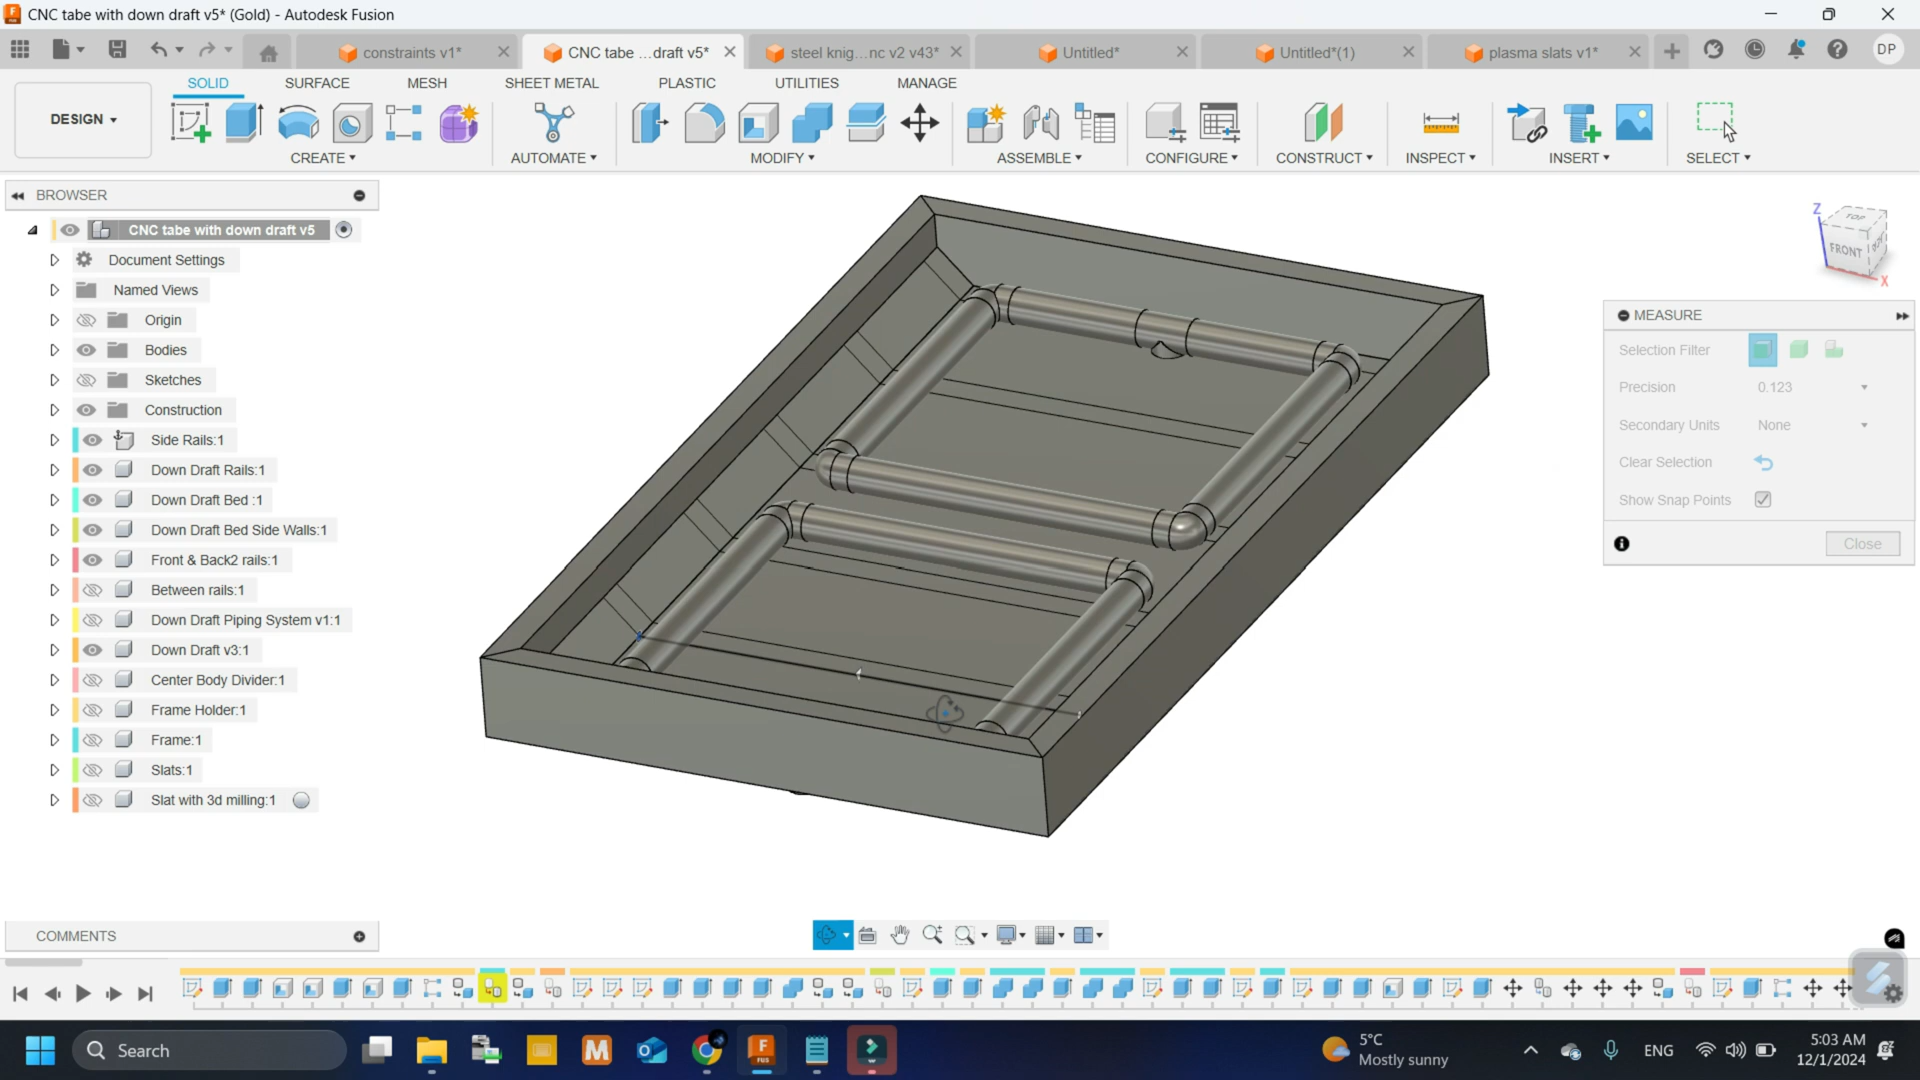 CNC tabe with down draft v5* (Gold) - Autodesk Fusion
constraints v1*
CNC tabe ...draft v5*
steel knig...nc v2 v43*
Untitled*
Untitled*(1)
plasma slats v1*
DP
SOLID
SURFACE
MESH
SHEET METAL
PLASTIC
UTILITIES
MANAGE
DESIGN
CREATE
AUTOMATE
MODIFY
ASSEMBLE
CONFIGURE
CONSTRUCT
INSPECT
INSERT
SELECT
BROWSER
CNC tabe with down draft v5
Document Settings
Named Views
Origin
Bodies
Sketches
Construction
Side Rails:1
Down Draft Rails:1
Down Draft Bed :1
Down Draft Bed Side Walls:1
Front & Back2 rails:1
Between rails:1
Down Draft Piping System v1:1
Down Draft v3:1
Center Body Divider:1
Frame Holder:1
Frame:1
Slats:1
Slat with 3d milling:1
Z
TOP
FRONT
X
MEASURE
Selection Filter
Precision
0.123
Secondary Units
None
Clear Selection
Show Snap Points
Close
COMMENTS
Search
M
F
FUS
5°C
Mostly sunny
ENG
5:03 AM
12/1/2024